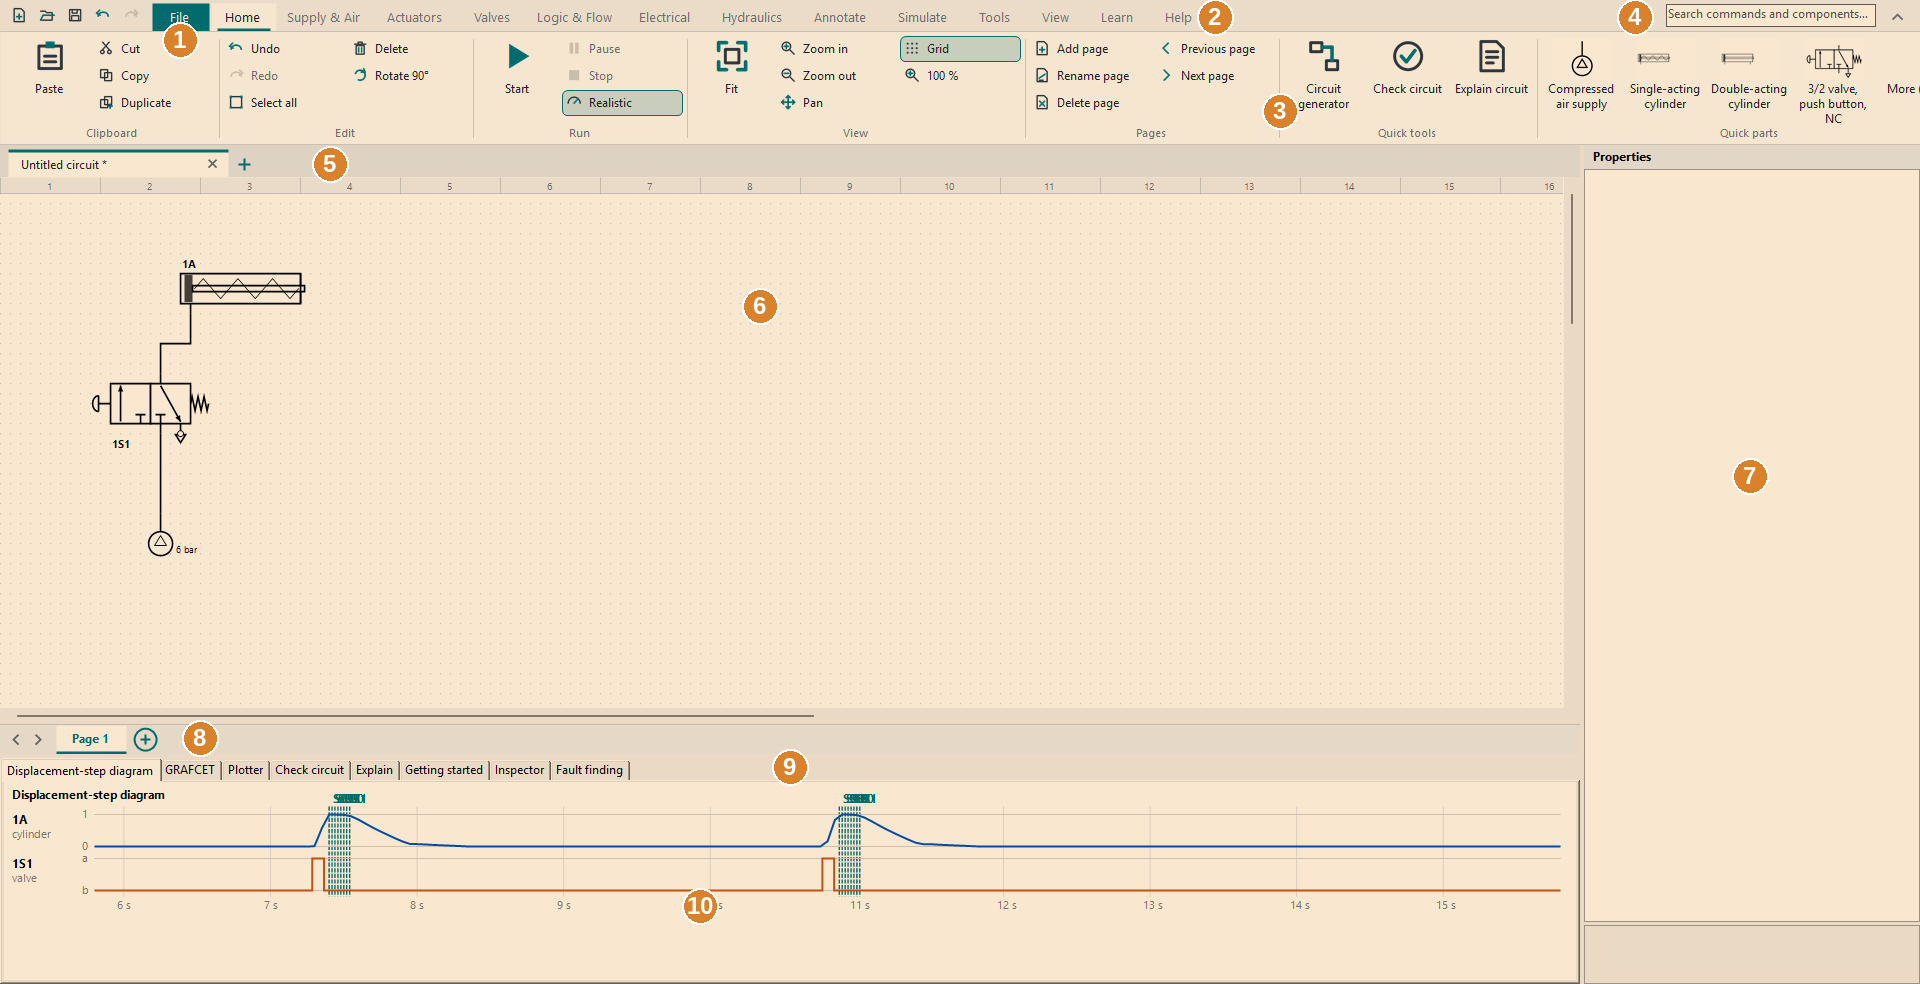 File Home Supply & Air Actuators Valves Logic & Flow Electrical Hydraulics Annotate Simulate Tools View Learn Help 2 4 Search commands and components...
1
Paste
Cut
Copy
Duplicate
Clipboard
Undo
Redo
Select all
Delete
Rotate 90°
Edit
Start
Pause
Stop
Realistic
Run
Fit
Zoom in
Zoom out
Pan
Grid
100 %
View
Add page
Rename page
Delete page
Previous page
Next page
Pages
3
Circuit
generator
Check circuit
Explain circuit
Quick tools
Compressed
air supply
Single-acting
cylinder
Double-acting
cylinder
3/2 valve,
push button,
NC
More
Quick parts
Untitled circuit *
5
Properties
1 2 3 4 5 6 7 8 9 10 11 12 13 14 15 16
1A
6
1S1
6 bar
7
Page 1
8
9
Displacement-step diagram GRAFCET Plotter Check circuit Explain Getting started Inspector Fault finding
Displacement-step diagram
1A
cylinder
1
0
1S1
valve
a
b
6 s 7 s 8 s 9 s 10 s 11 s 12 s 13 s 14 s 15 s